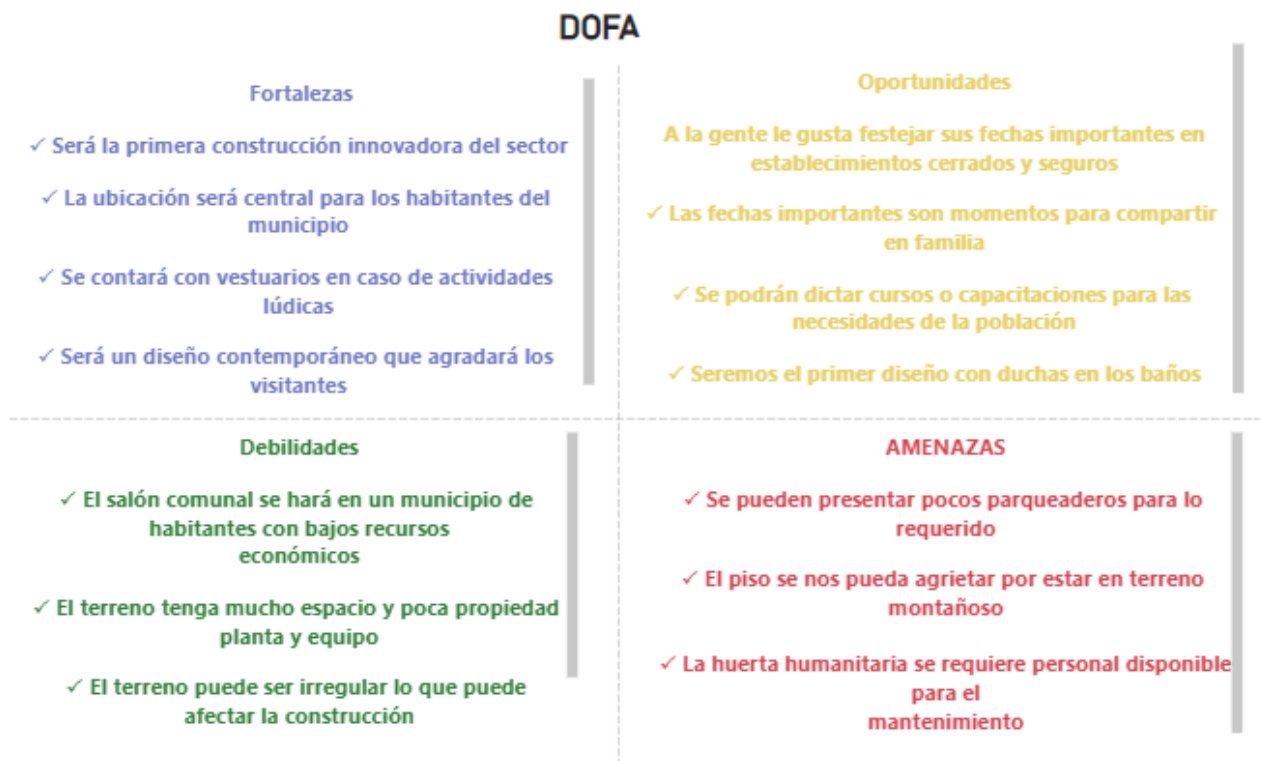 DOFA
Fortalezas
✓ Será la primera construcción innovadora del sector
✓ La ubicación será central para los habitantes del
municipio
✓ Se contará con vestuarios en caso de actividades
lúdicas
✓ Será un diseño contemporáneo que agradará los
visitantes
Oportunidades
A la gente le gusta festejar sus fechas importantes en
establecimientos cerrados y seguros
✓ Las fechas importantes son momentos para compartir
en familia
✓ Se podrán dictar cursos o capacitaciones para las
necesidades de la población
✓ Seremos el primer diseño con duchas en los baños
Debilidades
✓ El salón comunal se hará en un municipio de
habitantes con bajos recursos
económicos
✓ El terreno tenga mucho espacio y poca propiedad
planta y equipo
✓ El terreno puede ser irregular lo que puede
afectar la construcción
AMENAZAS
✓ Se pueden presentar pocos parqueaderos para lo
requerido
✓ El piso se nos pueda agrietar por estar en terreno
montañoso
✓ La huerta humanitaria se requiere personal disponible
para el
mantenimiento